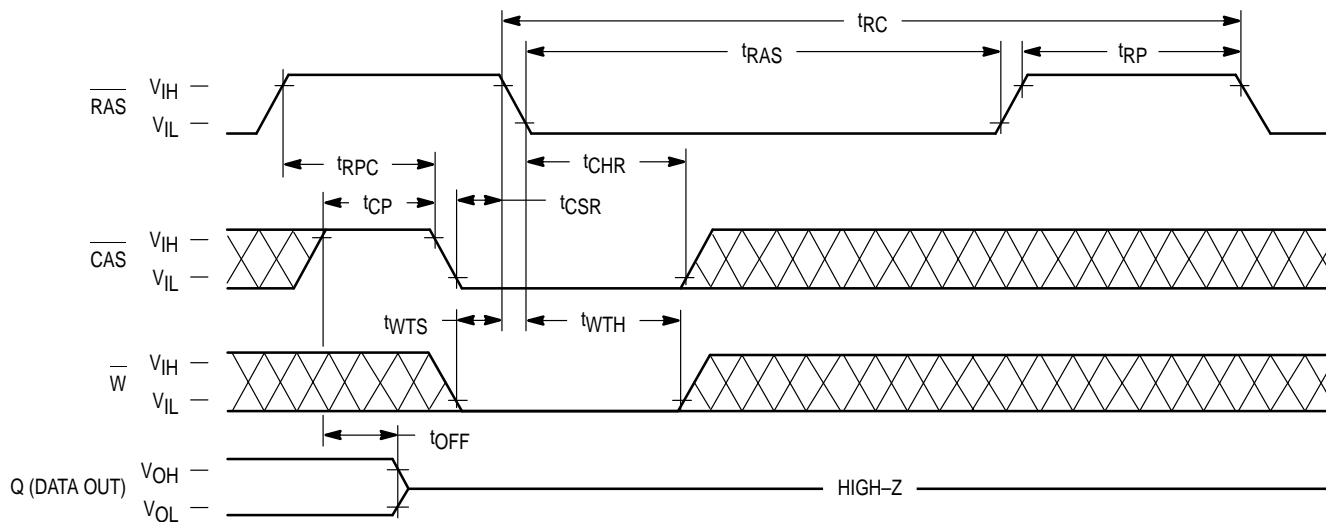 tRC
tRAS
tRP
RAS
VIH
VIL
tRPC
tCHR
tCP
tCSR
CAS
VIH
VIL
tWTS
tWTH
W
VIH
VIL
tOFF
Q (DATA OUT)
VOH
VOL
HIGH–Z